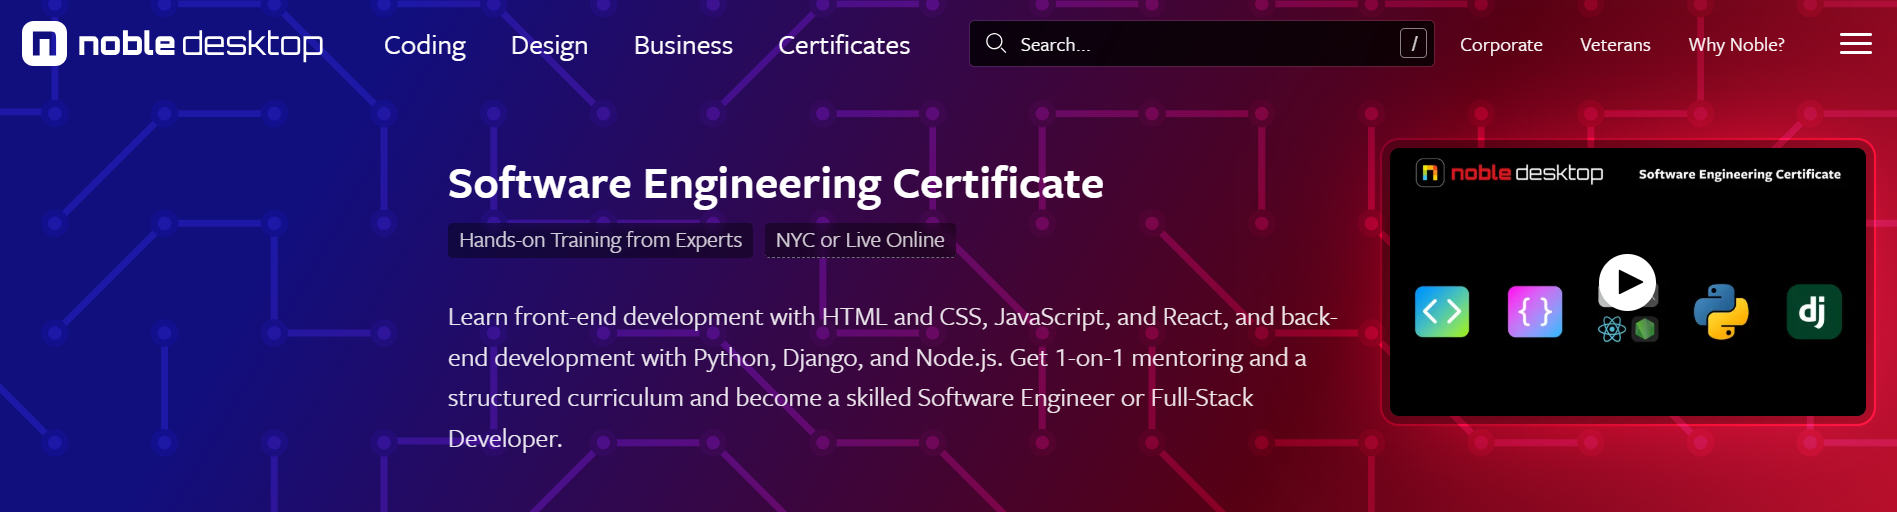 noble desktop
Coding Design Business Certificates
Search... /
Corporate Veterans Why Noble?
Software Engineering Certificate
Hands-on Training from Experts NYC or Live Online
Learn front-end development with HTML and CSS, JavaScript, and React, and back-
end development with Python, Django, and Node.js. Get 1-on-1 mentoring and a
structured curriculum and become a skilled Software Engineer or Full-Stack
Developer.
noble desktop Software Engineering Certificate
< > { } dj